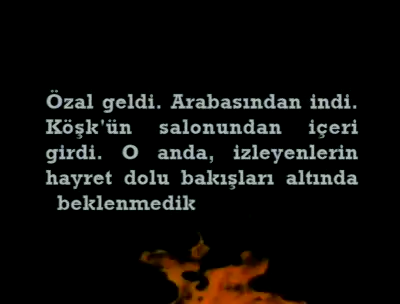 Özal geldi. Arabasından indi.
Köşk'ün salonundan içeri
girdi. O anda, izleyenlerin
hayret dolu bakışları altında
beklenmedik